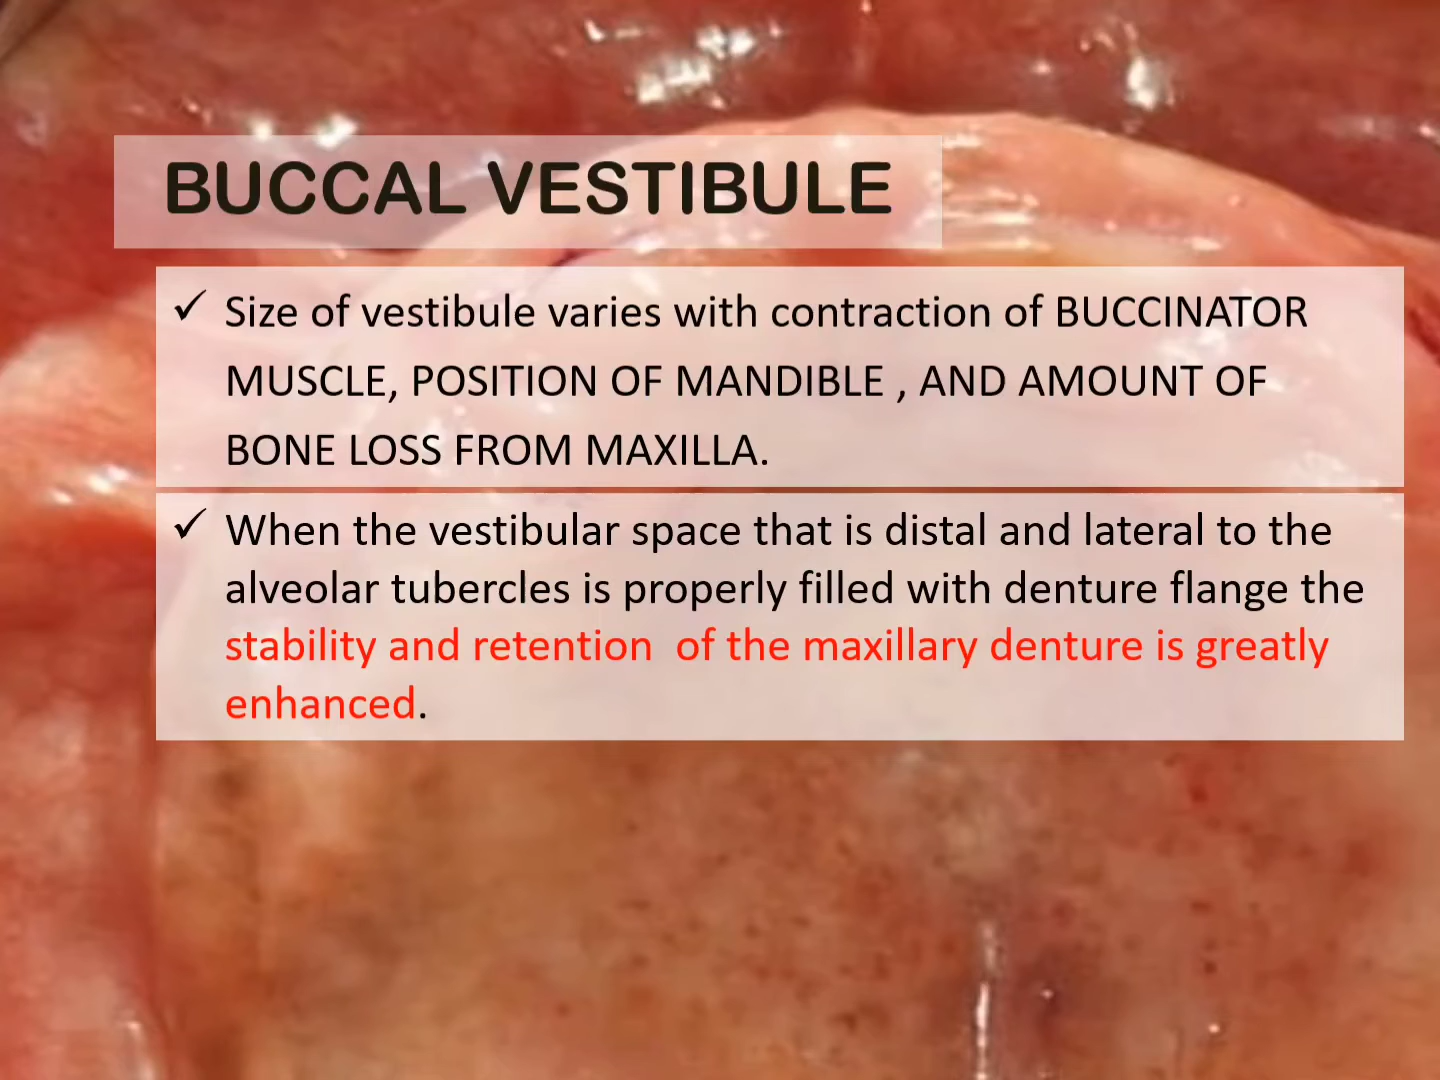 BUCCAL VESTIBULE
✓ Size of vestibule varies with contraction of BUCCINATOR
MUSCLE, POSITION OF MANDIBLE , AND AMOUNT OF
BONE LOSS FROM MAXILLA.
✓ When the vestibular space that is distal and lateral to the
alveolar tubercles is properly filled with denture flange the
stability and retention  of the maxillary denture is greatly
enhanced.